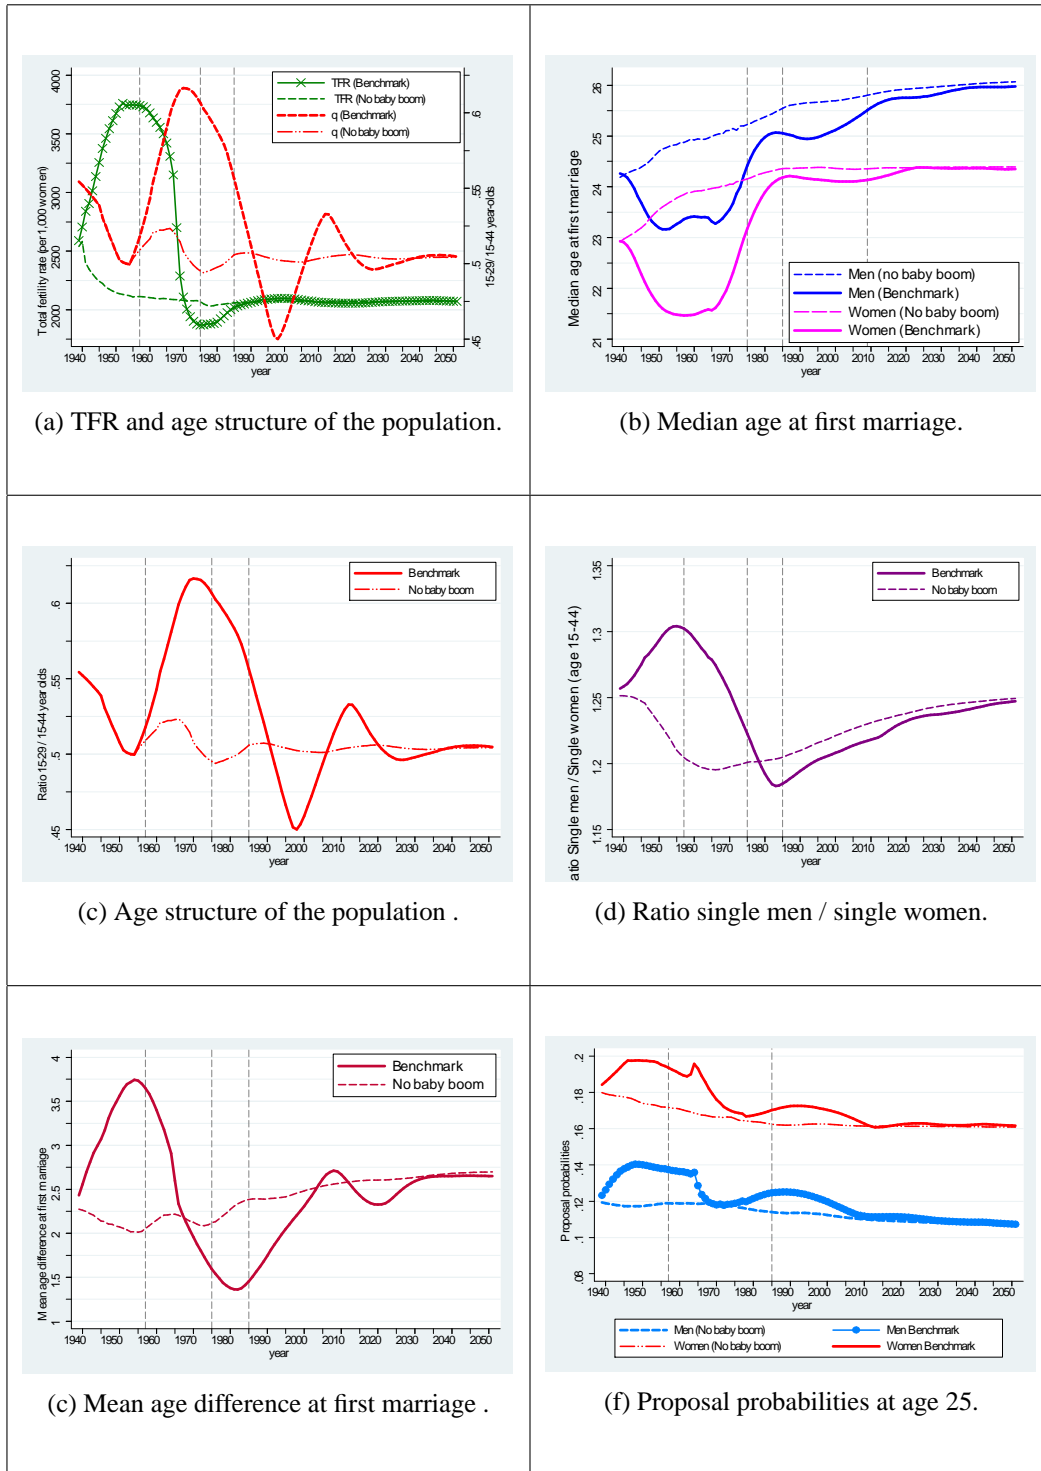 4000
3500
3000
2500
2000
Total fertility rate (per 1,000 women)
TFR (Benchmark)
TFR (No baby boom)
q (Benchmark)
q (No baby boom)
.6
.55
.5
.45
15-29/ 15-44 year-olds
1940 1950 1960 1970 1980 1990 2000 2010 2020 2030 2040 2050
year
(a) TFR and age structure of the population.
26
25
24
23
22
21
Median age at first marriage
Men (no baby boom)
Men (Benchmark)
Women (No baby boom)
Women (Benchmark)
1940 1950 1960 1970 1980 1990 2000 2010 2020 2030 2040 2050
year
(b) Median age at first marriage.
.6
.55
.5
.45
Ratio 15-29/ 15-44 year olds
Benchmark
No baby boom
1940 1950 1960 1970 1980 1990 2000 2010 2020 2030 2040 2050
year
(c) Age structure of the population .
1.35
1.3
1.25
1.2
1.15
atio Single men / Single women (age 15-44)
Benchmark
No baby boom
1940 1950 1960 1970 1980 1990 2000 2010 2020 2030 2040 2050
year
(d) Ratio single men / single women.
4
3.5
3
2.5
2
1.5
1
Mean age difference at first marriage
Benchmark
No baby boom
1940 1950 1960 1970 1980 1990 2000 2010 2020 2030 2040 2050
year
(c) Mean age difference at first marriage .
.2
.18
.16
.14
.12
.1
.08
Proposal probabilities
1940 1950 1960 1970 1980 1990 2000 2010 2020 2030 2040 2050
year
Men (No baby boom)
Men Benchmark
Women (No baby boom)
Women Benchmark
(f) Proposal probabilities at age 25.